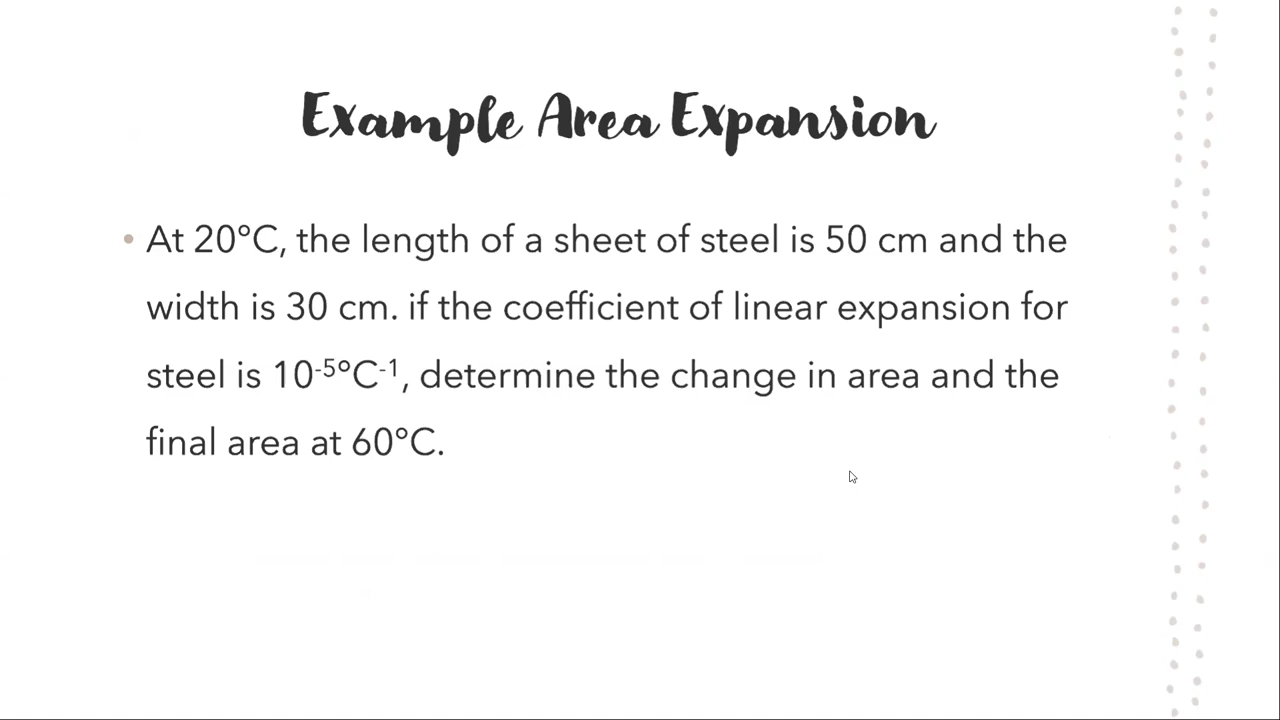 Example Area Expansion
• At 20°C, the length of a sheet of steel is 50 cm and the
width is 30 cm. if the coefficient of linear expansion for
steel is 10⁻⁵°C⁻¹, determine the change in area and the
final area at 60°C.